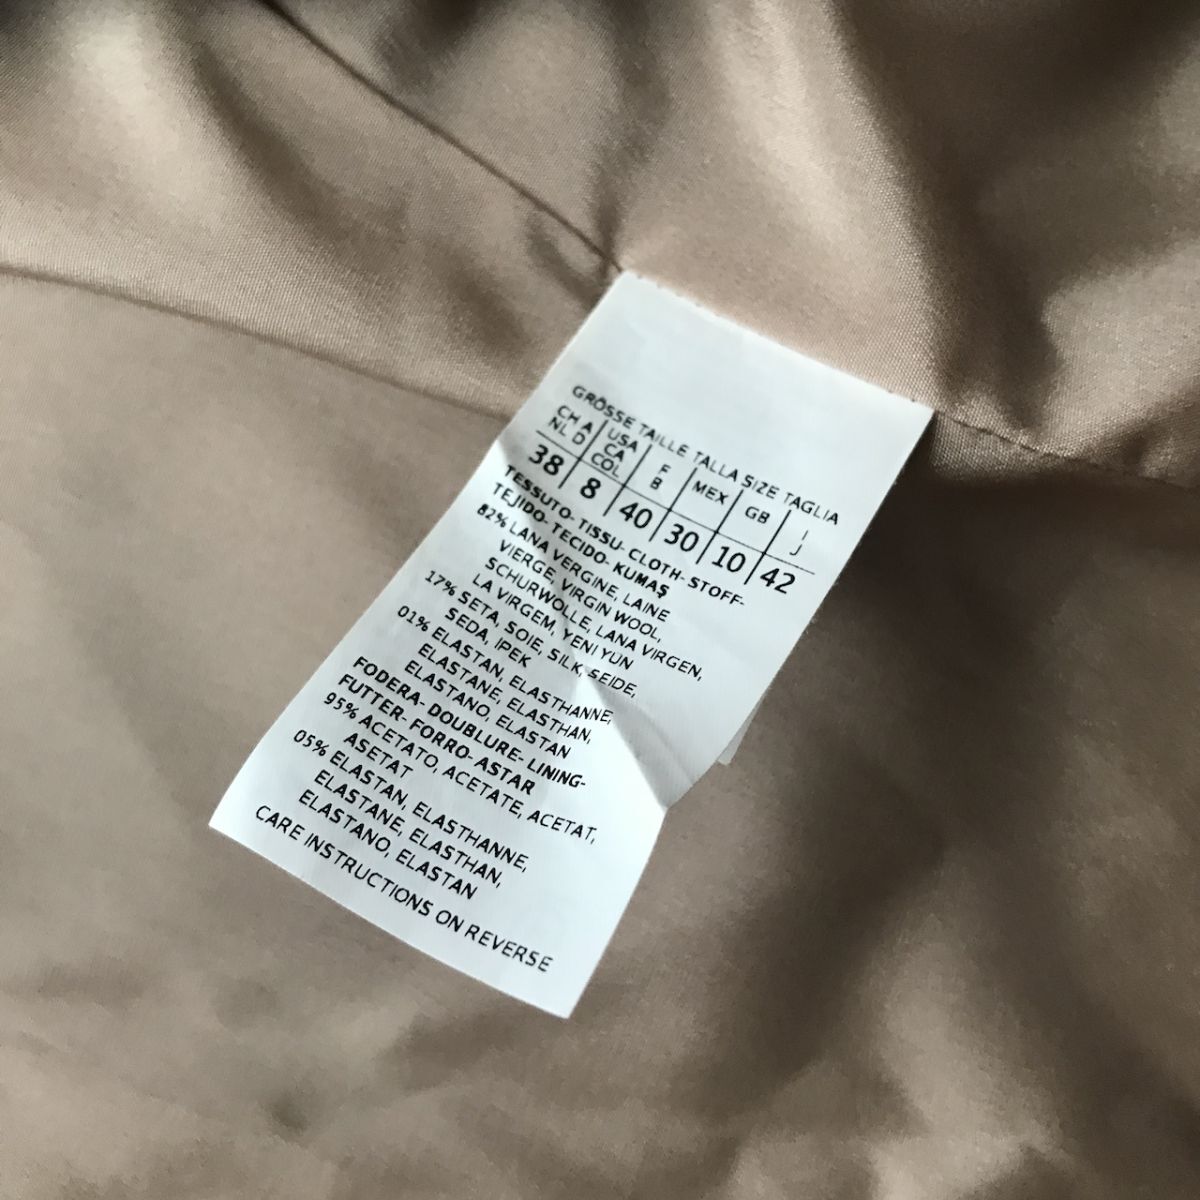 GRÖSSE TAILLE TALLA SIZE TAGLIA
CH A NL D USA CA COL F B MEX GB I J
38 8 40 30 10 42
TESSUTO- TISSU- CLOTH- STOFF-
TEJIDO- TECIDO- KUMAŞ
82% LANA VERGINE, LAINE
VIERGE, VIRGIN WOOL,
SCHURWOLLE, LANA VIRGEN,
LA VIRGEM, YENI YUN
17% SETA, SOIE, SILK, SEIDE,
SEDA, IPEK
01% ELASTAN, ELASTHANNE,
ELASTANE, ELASTHAN,
ELASTANO, ELASTAN
FODERA- DOUBLURE- LINING-
FUTTER- FORRO- ASTAR
95% ACETATO, ACETATE, ACETAT,
ASETAT
05% ELASTAN, ELASTHANNE,
ELASTANE, ELASTHAN,
ELASTANO, ELASTAN
CARE INSTRUCTIONS ON REVERSE